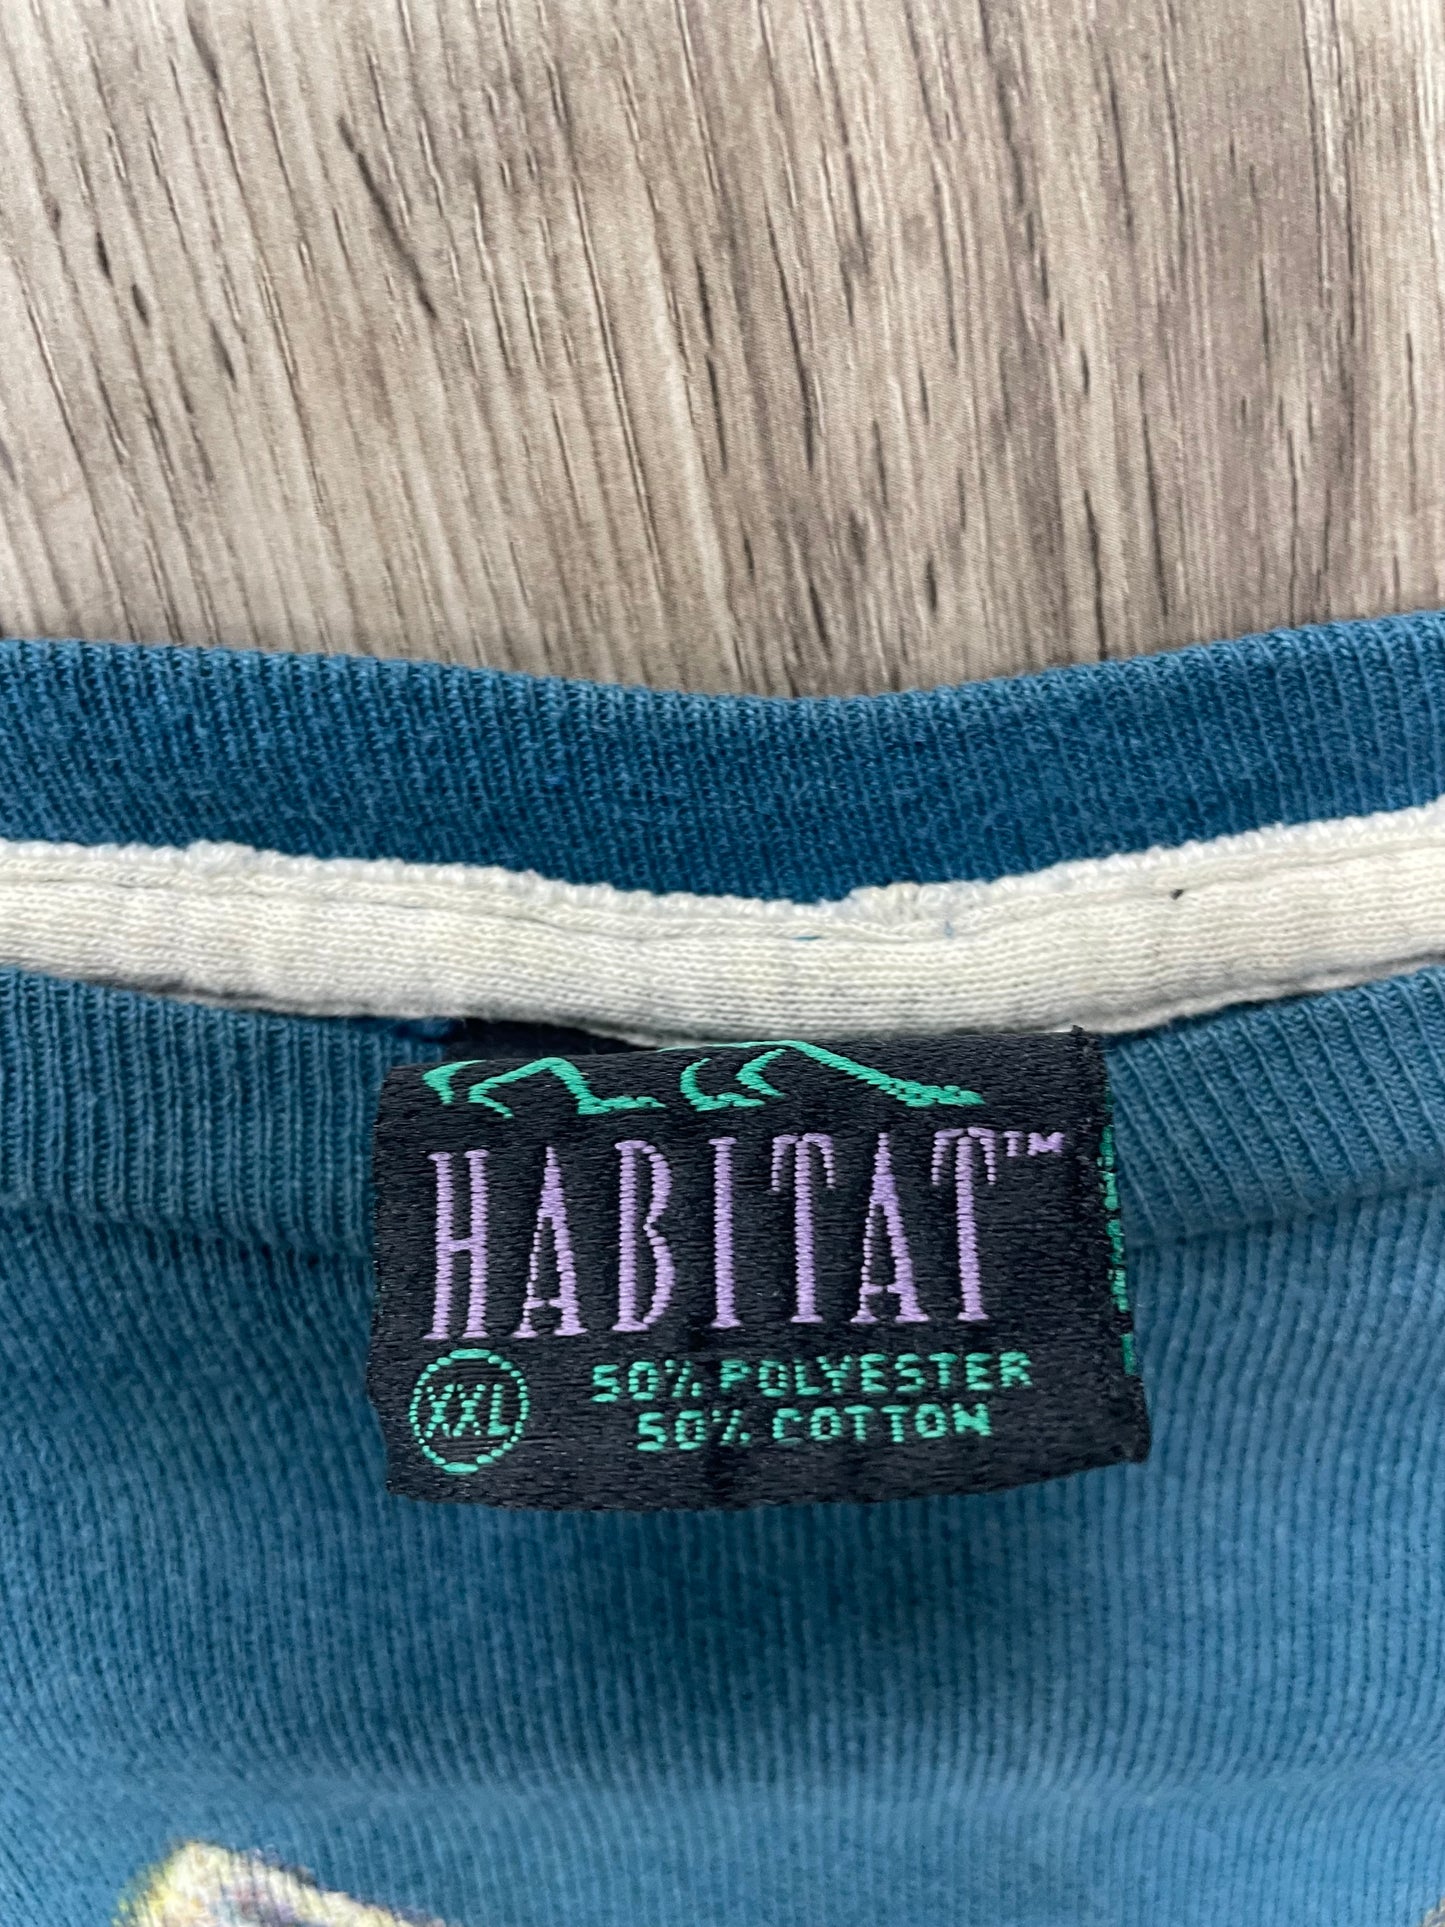 HABITAT™
XXL
50% POLYESTER
50% COTTON